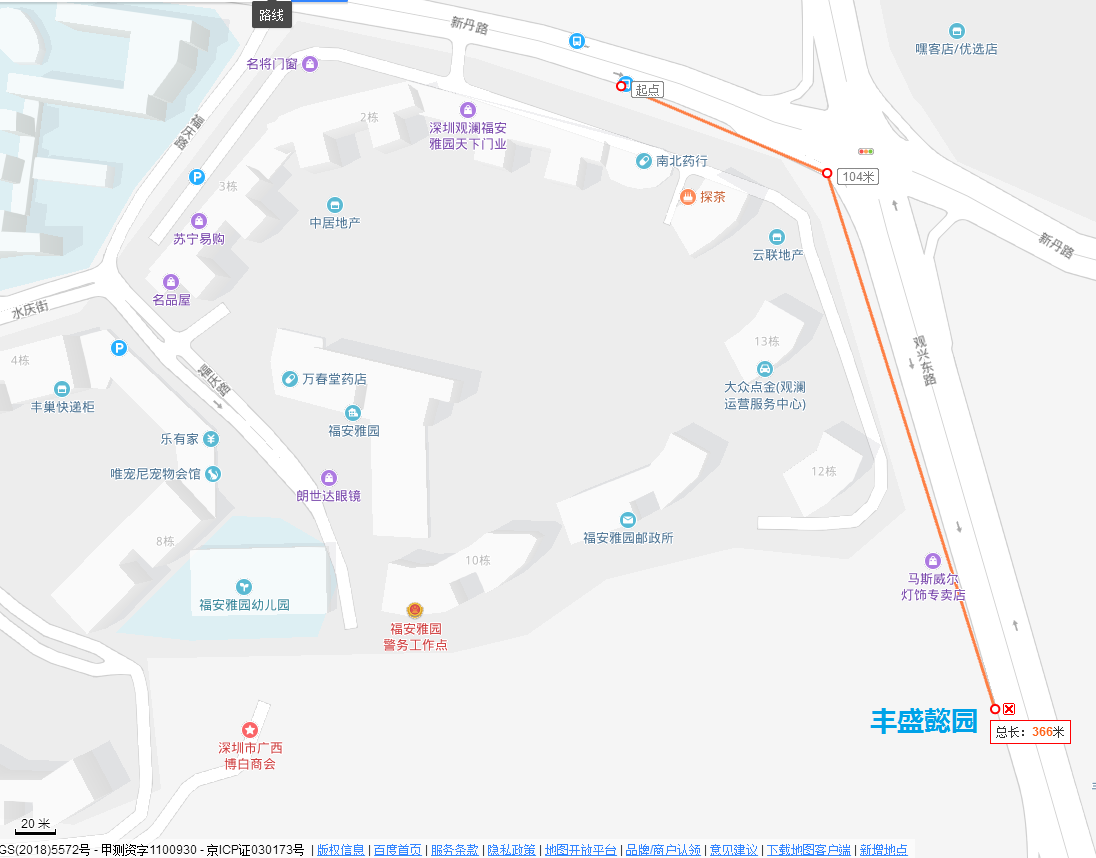 路线
新丹路
嘿客店/优选店
名将门窗
起点
2栋
深圳观澜福安
雅园天下门业
福庆路
南北药行
104米
3栋
探茶
中居地产
苏宁易购
云联地产
新丹路
名品屋
水庆街
13栋
观兴东路
4栋
福庆路
万春堂药店
大众点金(观澜
运营服务中心)
丰巢快递柜
福安雅园
乐有家
唯宠尼宠物会馆
12栋
朗世达眼镜
福安雅园邮政所
8栋
10栋
马斯威尔
灯饰专卖店
福安雅园幼儿园
福安雅园
警务工作点
丰盛懿园
总长：366米
深圳市广西
博白商会
20 米
GS(2018)5572号 - 甲测资字1100930 - 京ICP证030173号 | 版权信息 | 百度首页 | 服务条款 | 隐私政策 | 地图开放平台 | 品牌/商户认领 | 意见建议 | 下载地图客户端 | 新增地点